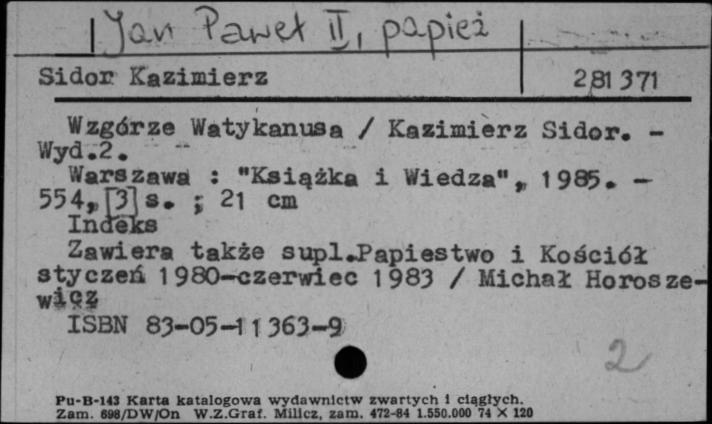 Jan Paweł II, papież
Sidor Kazimierz 281371
Wzgórze Watykanusa / Kazimierz Sidor. -
Wyd.2.
Warszawa : "Książka i Wiedza", 1985. -
554, [3] s. ; 21 cm
Indeks
Zawiera także supl.Papiestwo i Kościół
styczeń 1980-czerwiec 1983 / Michał Horosze-
wicz
ISBN 83-05-11363-9
2
Pu-B-143 Karta katalogowa wydawnictw zwartych i ciągłych.
Zam. 698/DW/On W.Z.Graf. Milicz, zam. 472-84 1.550.000 74 X 120